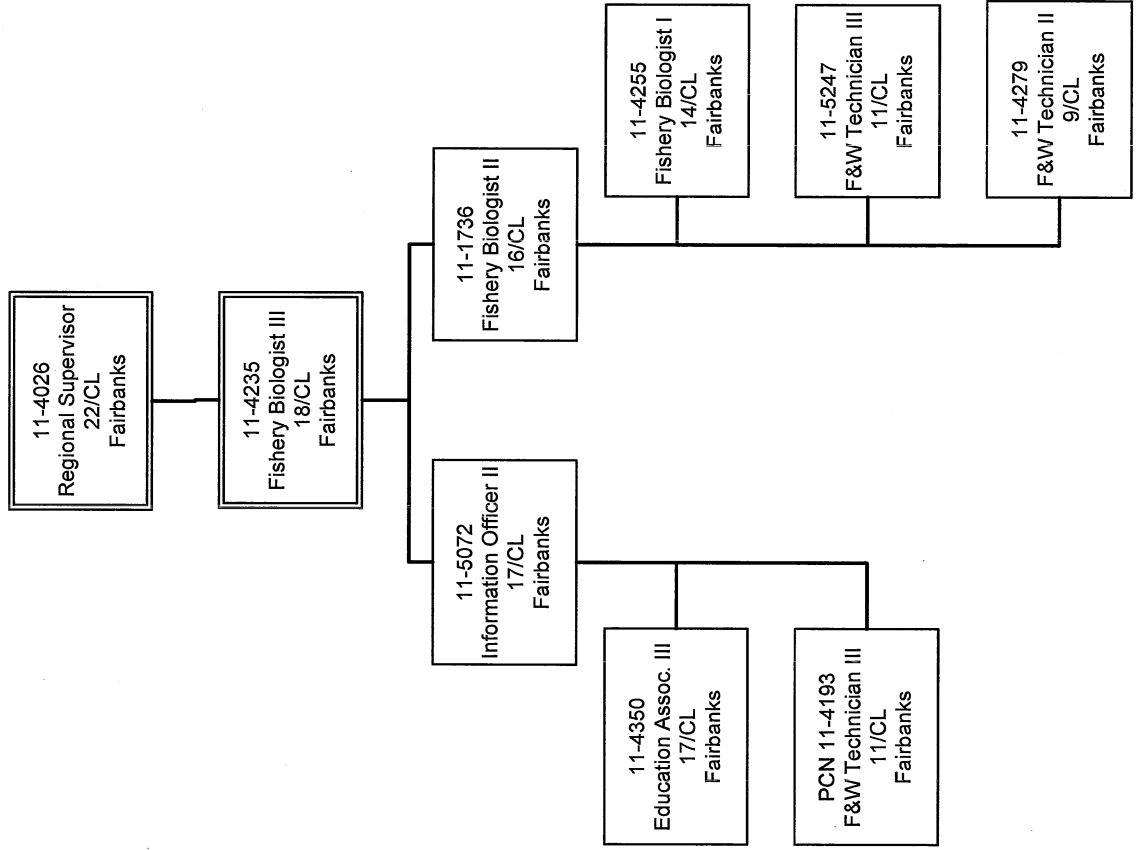 11-4026
Regional Supervisor
22/CL
Fairbanks
11-4235
Fishery Biologist III
18/CL
Fairbanks
11-5072
Information Officer II
17/CL
Fairbanks
11-1736
Fishery Biologist II
16/CL
Fairbanks
11-4350
Education Assoc. III
17/CL
Fairbanks
11-4255
Fishery Biologist I
14/CL
Fairbanks
PCN 11-4193
F&W Technician III
11/CL
Fairbanks
11-5247
F&W Technician III
11/CL
Fairbanks
11-4279
F&W Technician II
9/CL
Fairbanks